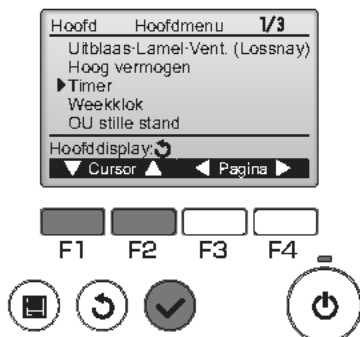 Hoofd Hoofdmenu 1/3
Uitblaas·Lamel·Vent. (Lossnay)
Hoog vermogen
▶Timer
Weekklok
OU stille stand
Hoofddisplay:
▼ Cursor ▲ ◀ Pagina ▶
F1 F2 F3 F4